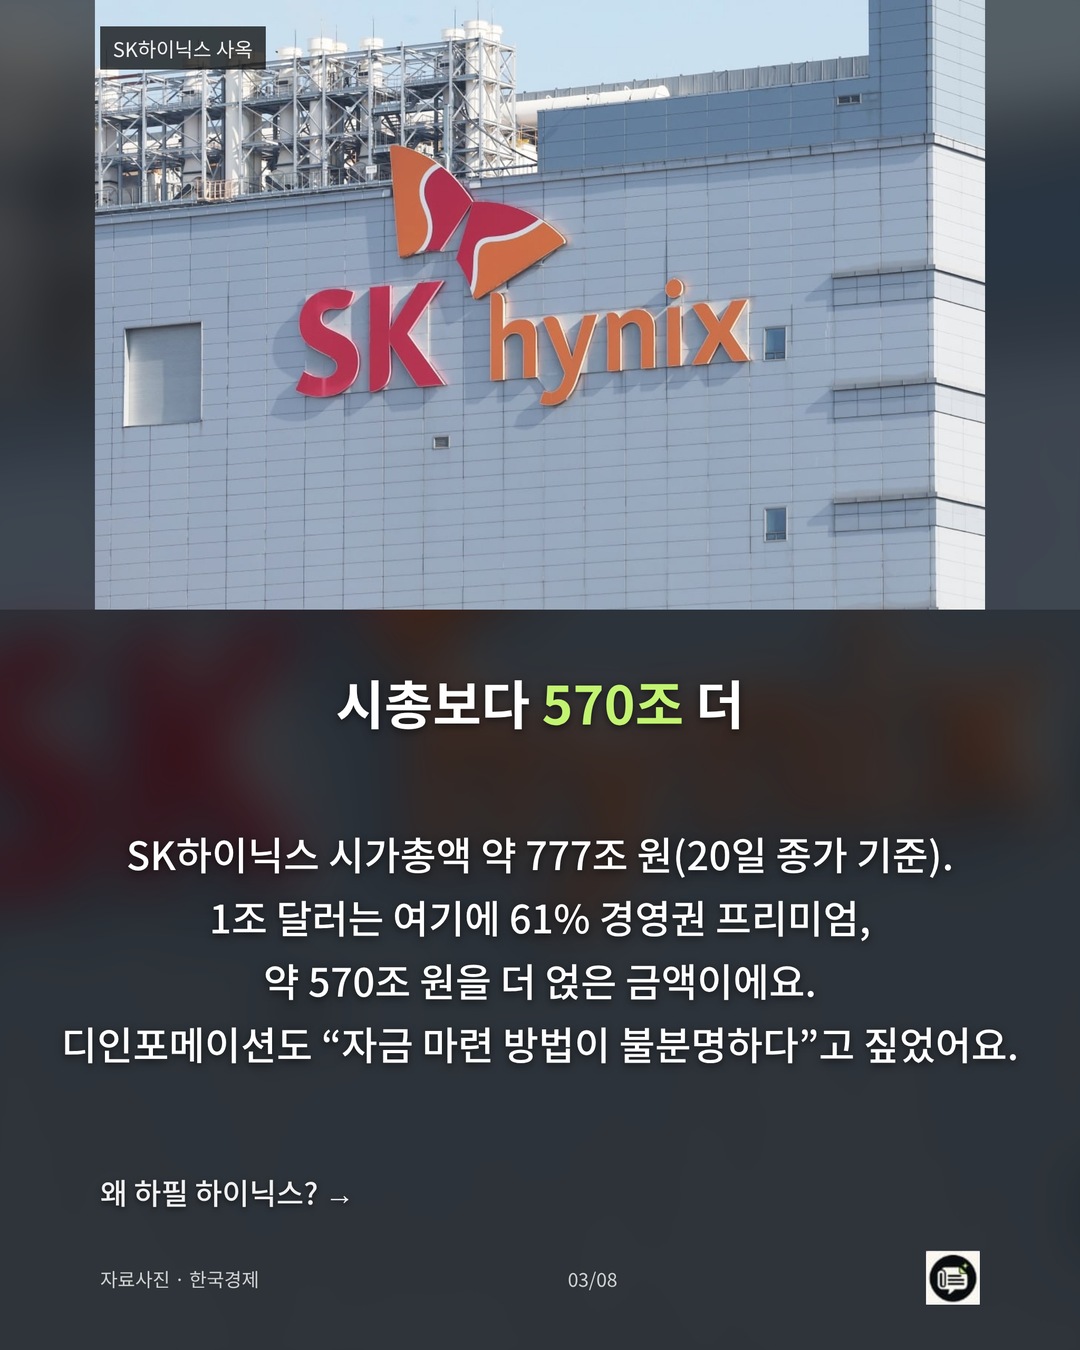 SK하이닉스 사옥
SK hynix
시총보다 570조 더
SK하이닉스 시가총액 약 777조 원(20일 종가 기준).
1조 달러는 여기에 61% 경영권 프리미엄,
약 570조 원을 더 얹은 금액이에요.
디인포메이션도 “자금 마련 방법이 불분명하다”고 짚었어요.
왜 하필 하이닉스? →
자료사진 · 한국경제
03/08